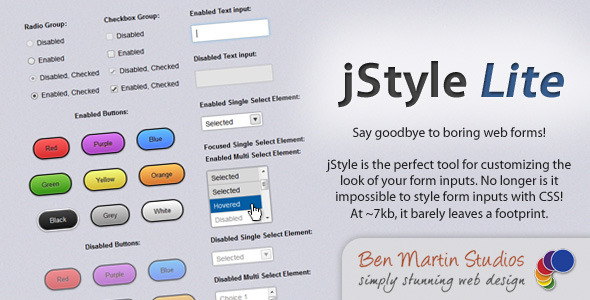 Radio Group:
Disabled
Enabled
Disabled, Checked
Enabled, Checked
Checkbox Group:
Disabled
Enabled
Disabled, Checked
Enabled, Checked
Enabled Text input:
Disabled Text input:
Enabled Buttons:
Red
Purple
Blue
Green
Yellow
Orange
Black
Grey
White
Disabled Buttons:
Red
Purple
Blue
Enabled Single Select Element:
Selected
Focused Single Select Element:
Enabled Multi Select Element:
Selected
Selected
Hovered
Disabled
Disabled Single Select Element:
Selected
Disabled Multi Select Element:
Choice 1
jStyle Lite
Say goodbye to boring web forms!
jStyle is the perfect tool for customizing the
look of your form inputs. No longer is it
impossible to style form inputs with CSS!
At ~7kb, it barely leaves a footprint.
Ben Martin Studios
simply stunning web design